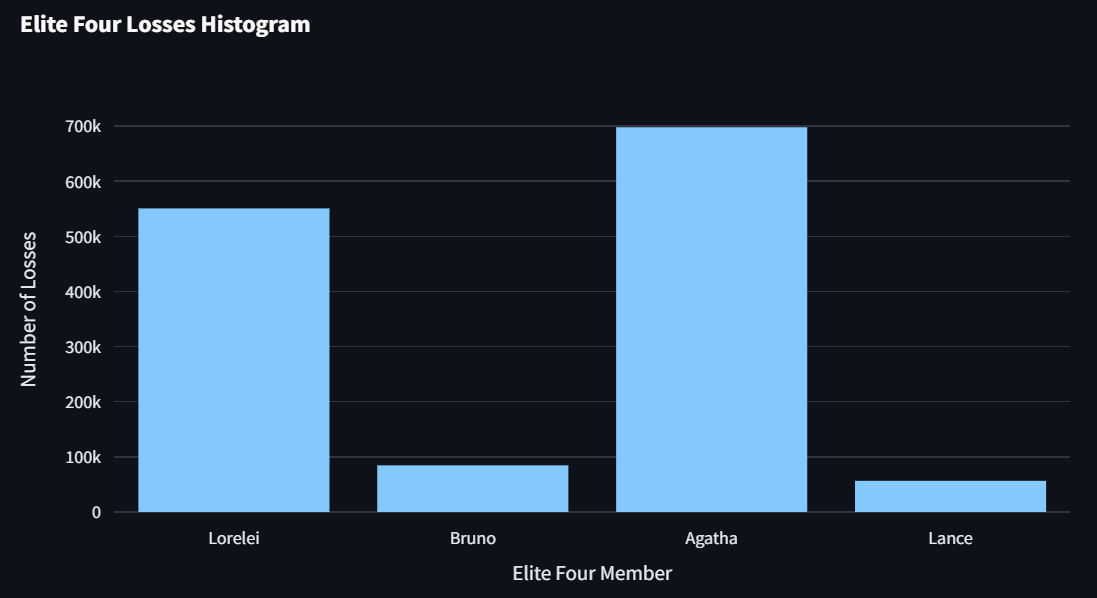 Elite Four Losses Histogram
700k
600k
500k
400k
300k
200k
100k
0
Number of Losses
Lorelei Bruno Agatha Lance
Elite Four Member